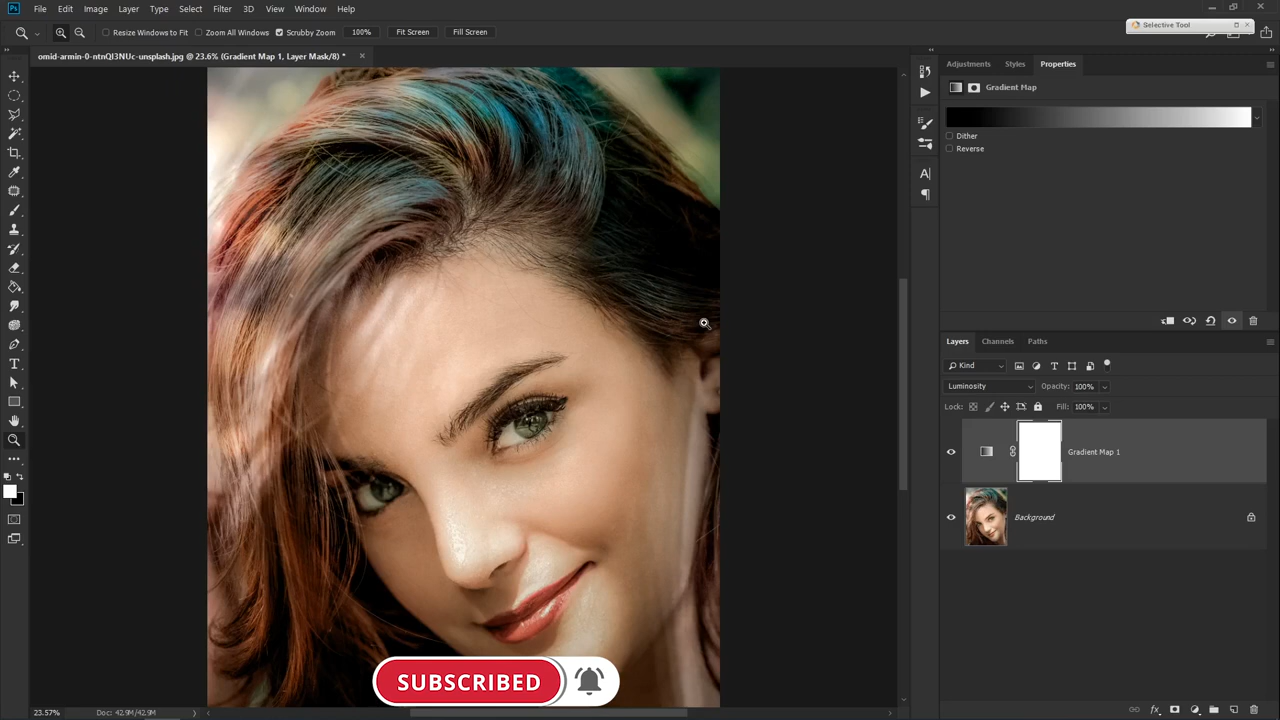 Ps File Edit Image Layer Type Select Filter 3D View Window Help
Selective Tool
Resize Windows to Fit Zoom All Windows Scrubby Zoom 100% Fit Screen Fill Screen
omid-armin-0-ntnQI3NUc-unsplash.jpg @ 23.6% (Gradient Map 1, Layer Mask/8) *
Adjustments Styles Properties
Gradient Map
Dither
Reverse
Layers Channels Paths
Kind
Luminosity Opacity: 100%
Lock: Fill: 100%
Gradient Map 1
Background
SUBSCRIBED
23.57% Doc: 42.9M/42.9M